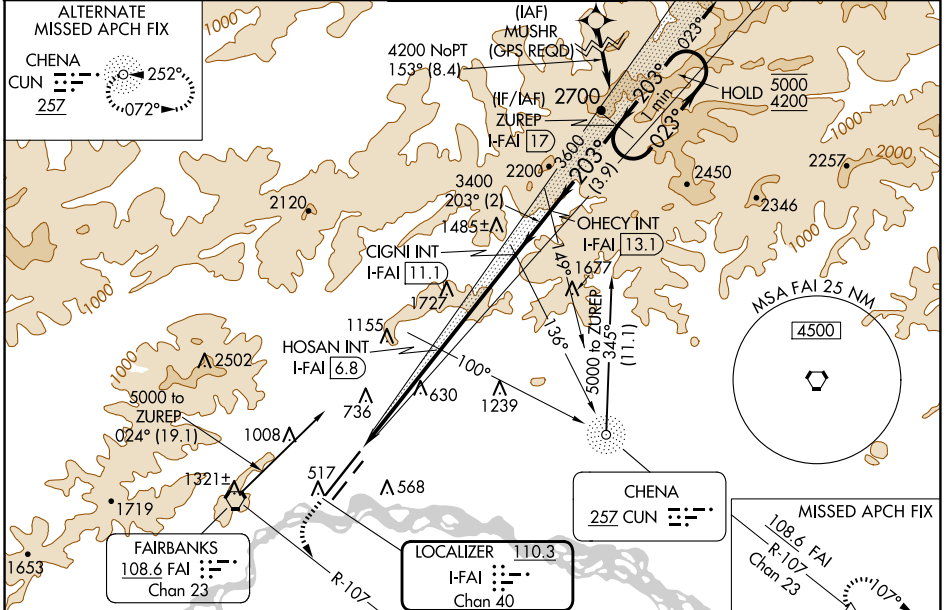 ALTERNATE
MISSED APCH FIX
CHENA
CUN
257
252°
072°
1000
(IAF)
MUSHR
(GPS REQD)
4200 NoPT
153° (8.4)
023°
203°
1 min
023°
HOLD
5000
4200
1000
(IF/IAF)
ZUREP
I-FAI 17
2700
2200
3600
203°
(3.9)
2450
2257
2000
2346
1000
2120
3400
203° (2)
1485±
OHECY INT
I-FAI 13.1
CIGNI INT
I-FAI 11.1
1727
149°
1677
136°
5000 to ZUREP
345°
(11.1)
MSA FAI 25 NM
4500
1000
1155
HOSAN INT
I-FAI 6.8
100°
1000
2502
736
630
1239
5000 to
ZUREP
024° (19.1)
1008
1321±
517
568
1719
1653
CHENA
257 CUN
FAIRBANKS
108.6 FAI
Chan 23
R-107
LOCALIZER 110.3
I-FAI
Chan 40
MISSED APCH FIX
108.6 FAI
R-107
Chan 23
107°